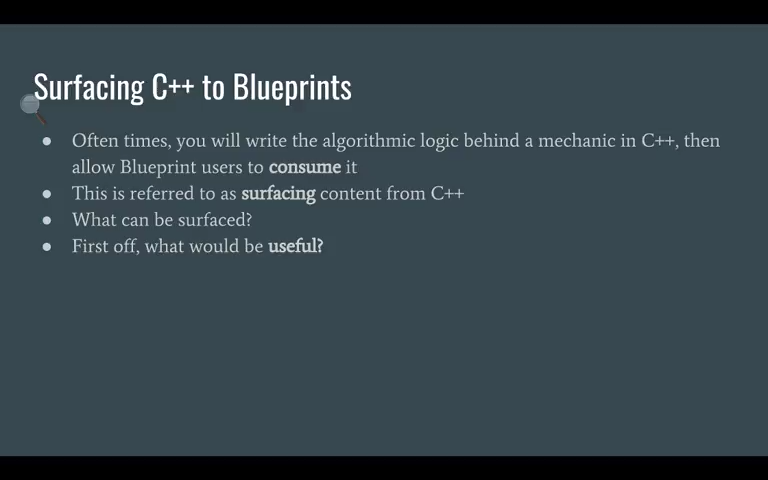 Surfacing C++ to Blueprints
● Often times, you will write the algorithmic logic behind a mechanic in C++, then
allow Blueprint users to consume it
● This is referred to as surfacing content from C++
● What can be surfaced?
● First off, what would be useful?